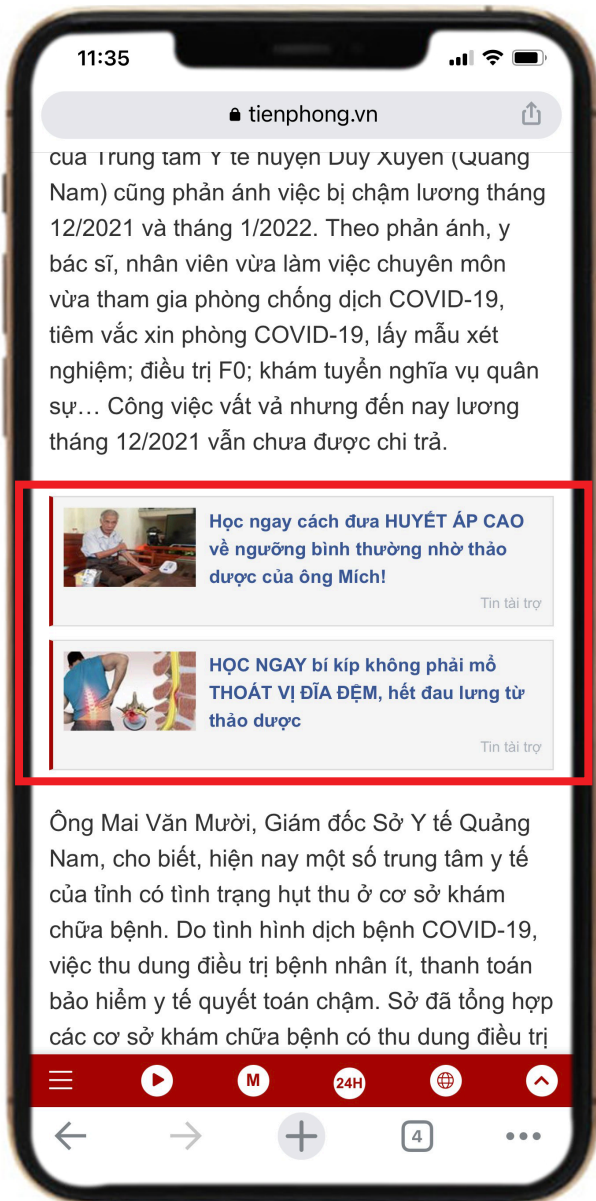 11:35
tienphong.vn
của Trung tâm Y tế huyện Duy Xuyên (Quảng
Nam) cũng phản ánh việc bị chậm lương tháng
12/2021 và tháng 1/2022. Theo phản ánh, y
bác sĩ, nhân viên vừa làm việc chuyên môn
vừa tham gia phòng chống dịch COVID-19,
tiêm vắc xin phòng COVID-19, lấy mẫu xét
nghiệm; điều trị F0; khám tuyển nghĩa vụ quân
sự... Công việc vất vả nhưng đến nay lương
tháng 12/2021 vẫn chưa được chi trả.
Học ngay cách đưa HUYẾT ÁP CAO
về ngưỡng bình thường nhờ thảo
dược của ông Mích!
Tin tài trợ
HỌC NGAY bí kíp không phải mổ
THOÁT VỊ ĐĨA ĐỆM, hết đau lưng từ
thảo dược
Tin tài trợ
Ông Mai Văn Mười, Giám đốc Sở Y tế Quảng
Nam, cho biết, hiện nay một số trung tâm y tế
của tỉnh có tình trạng hụt thu ở cơ sở khám
chữa bệnh. Do tình hình dịch bệnh COVID-19,
việc thu dung điều trị bệnh nhân ít, thanh toán
bảo hiểm y tế quyết toán chậm. Sở đã tổng hợp
các cơ sở khám chữa bệnh có thu dung điều trị
M
24H
4